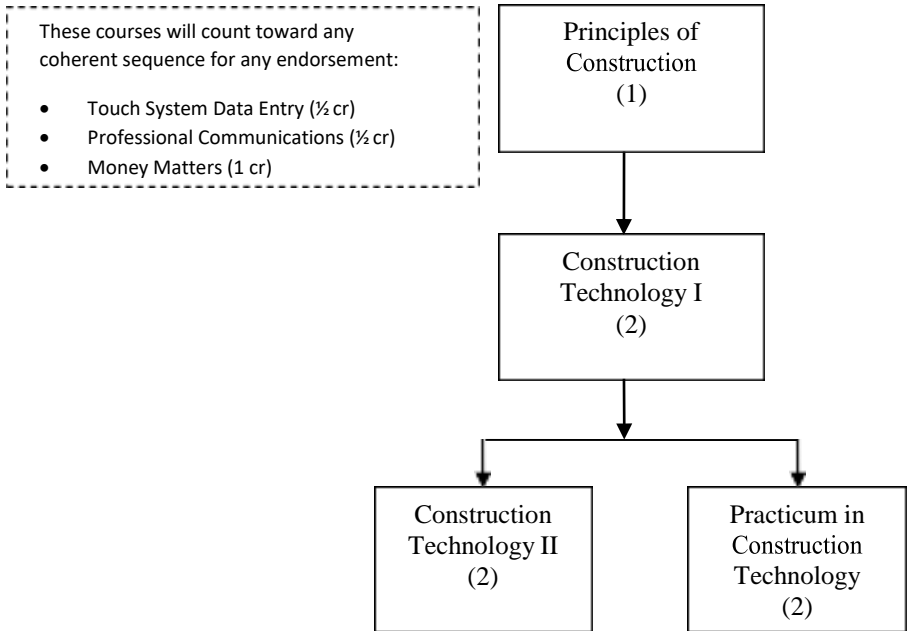 These courses will count toward any
coherent sequence for any endorsement:
• Touch System Data Entry (½ cr)
• Professional Communications (½ cr)
• Money Matters (1 cr)
Principles of
Construction
(1)
Construction
Technology I
(2)
Construction
Technology II
(2)
Practicum in
Construction
Technology
(2)